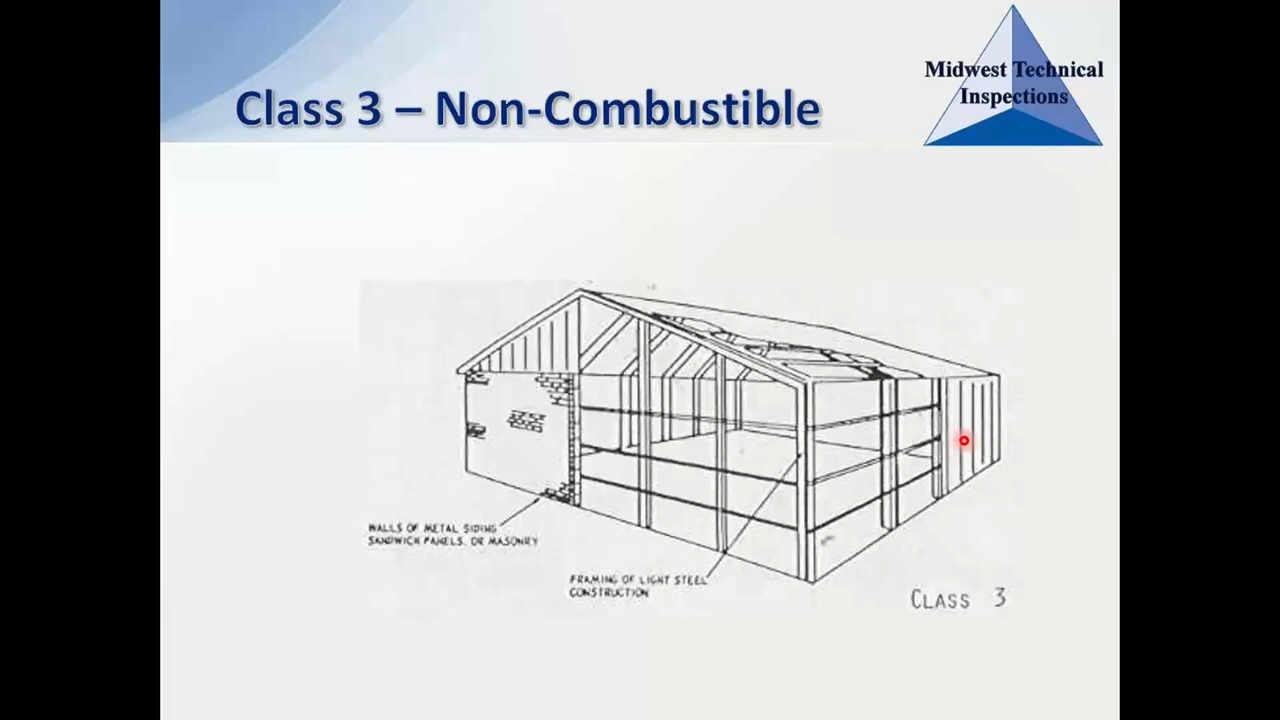 Class 3 – Non-Combustible
Midwest Technical
Inspections
WALLS OF METAL SIDING
SANDWICH PANELS, OR MASONRY
FRAMING OF LIGHT STEEL
CONSTRUCTION
CLASS 3